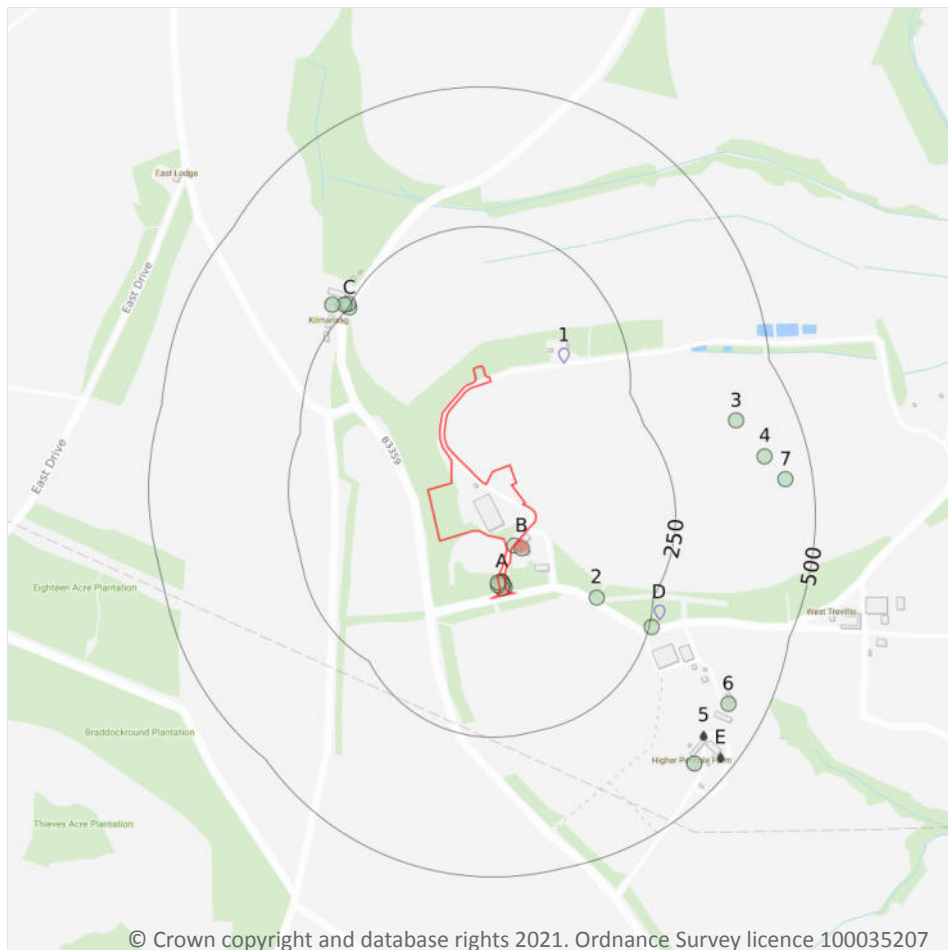 East Lodge
East Drive
C
Kilmansag
1
3
B3359
4
East Drive
7
B
250
500
A
Eighteen Acre Plantation
2
D
West Trevillis
6
Braddockround Plantation
5
E
Higher Farm
Thieves Acre Plantation
© Crown copyright and database rights 2021. Ordnance Survey licence 100035207